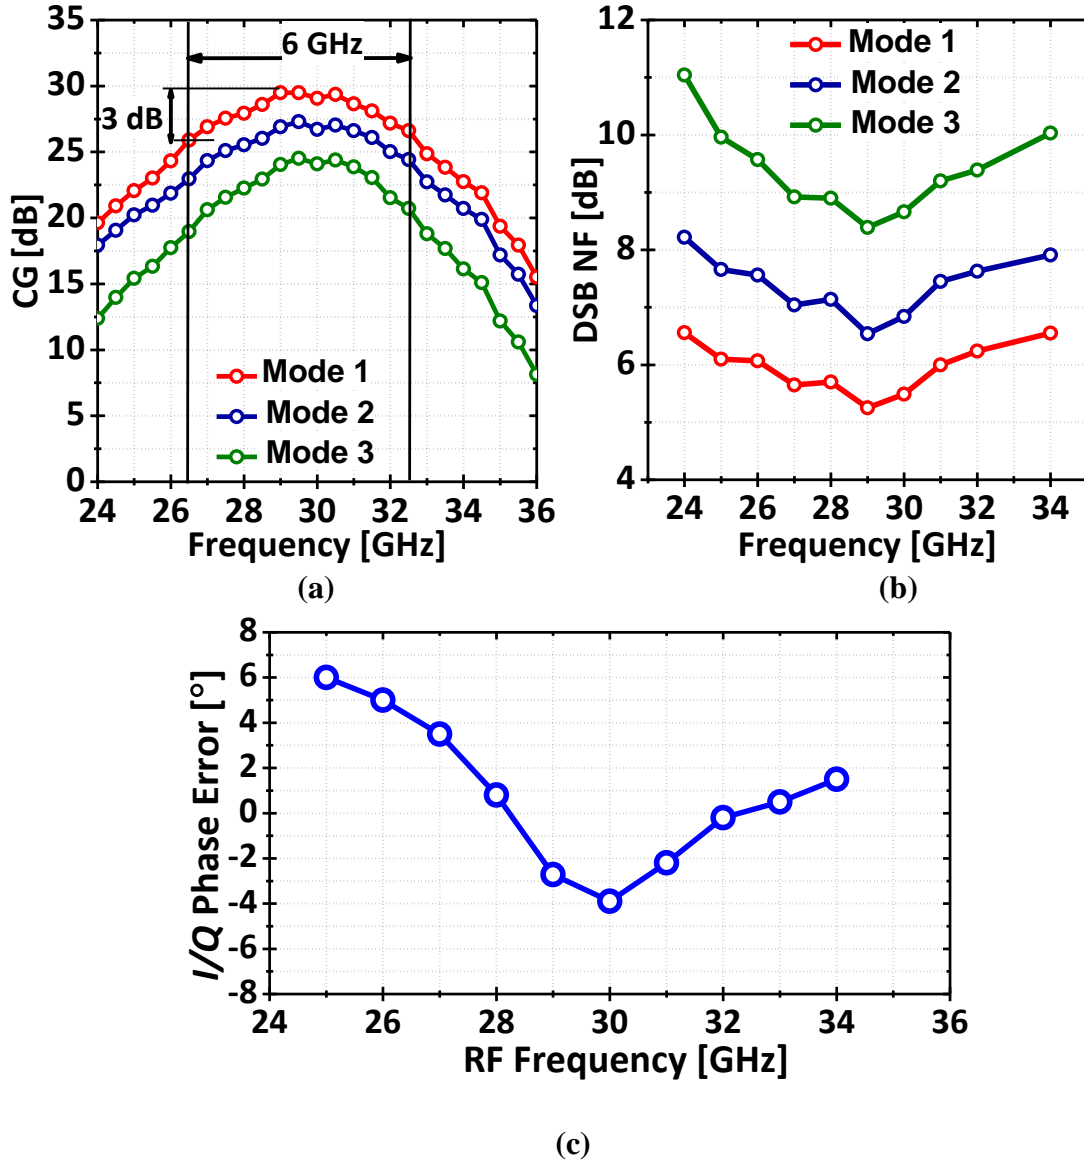 35
30
25
20
15
10
5
0
CG [dB]
6 GHz
3 dB
Mode 1
Mode 2
Mode 3
24 26 28 30 32 34 36
Frequency [GHz]
(a)
12
10
8
6
4
DSB NF [dB]
Mode 1
Mode 2
Mode 3
24 26 28 30 32 34
Frequency [GHz]
(b)
8
6
4
2
0
-2
-4
-6
-8
I/Q Phase Error [°]
24 26 28 30 32 34 36
RF Frequency [GHz]
(c)